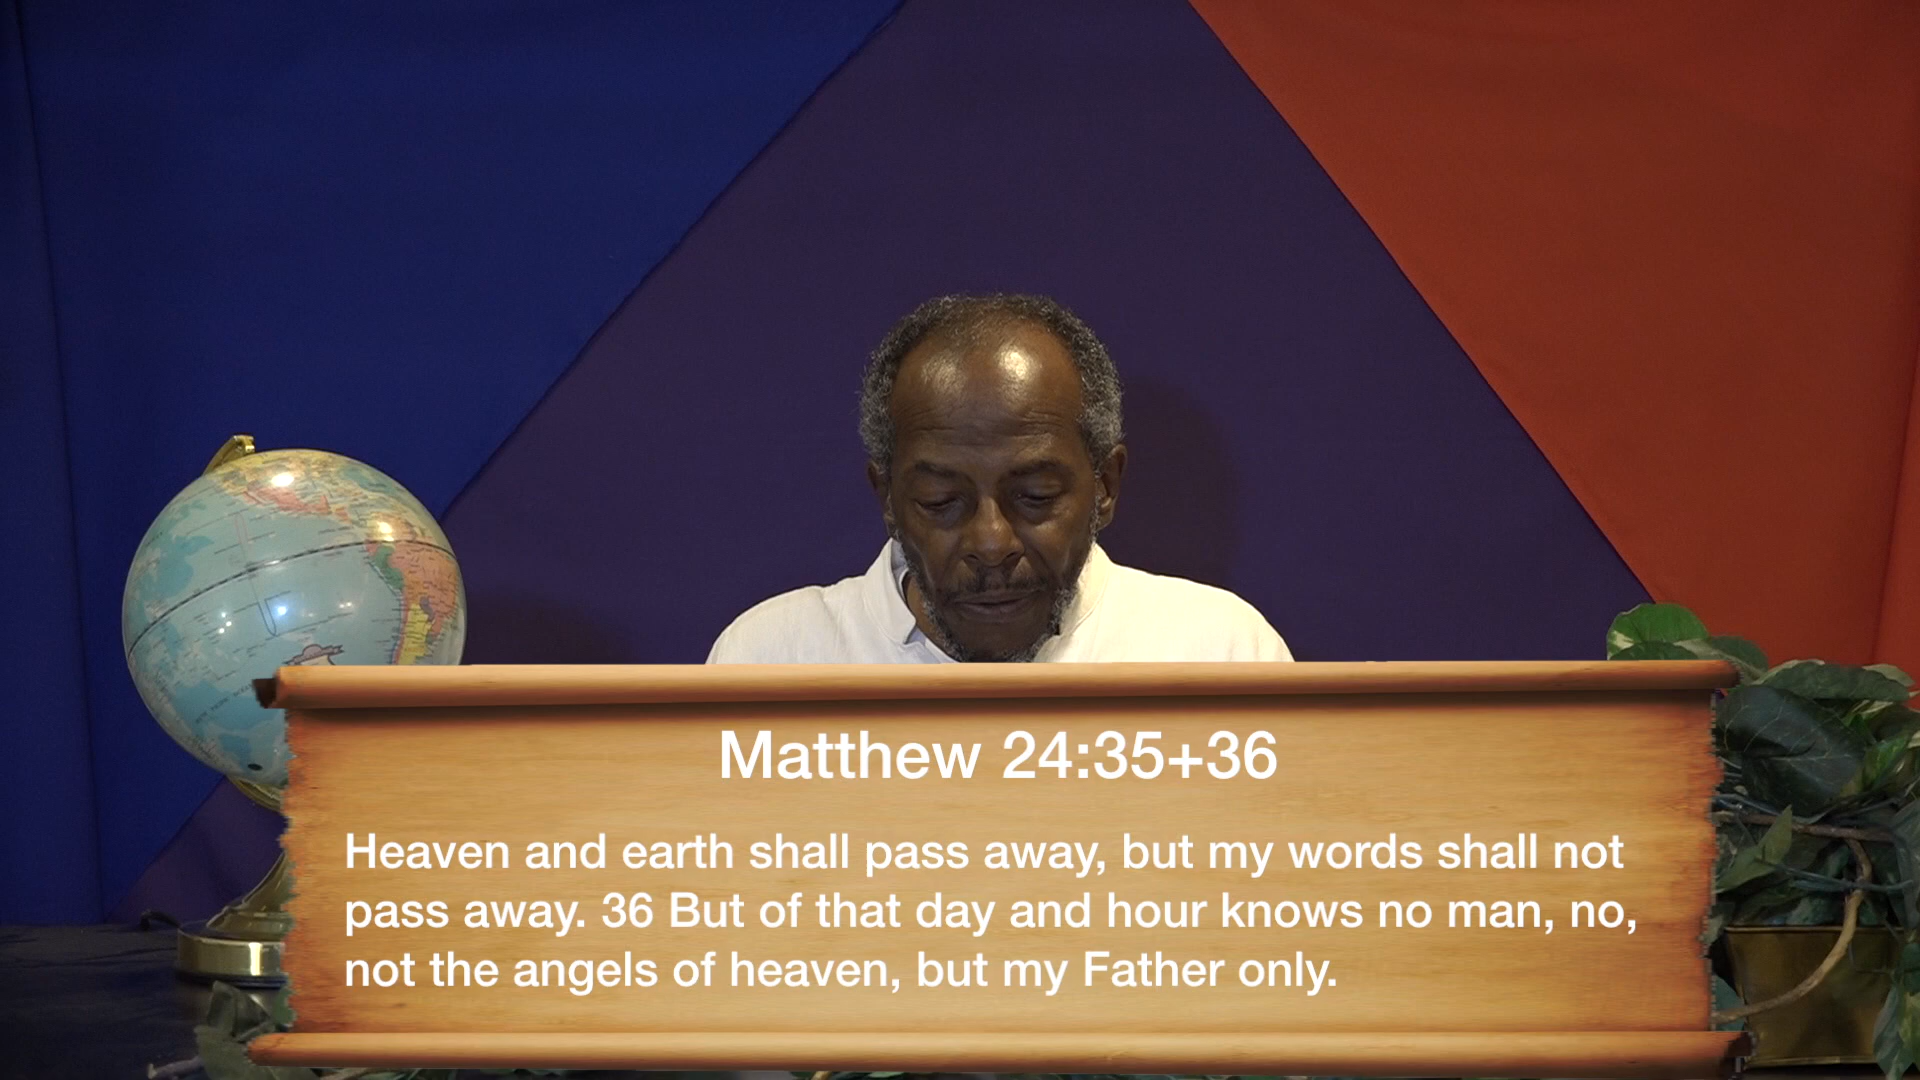 Matthew 24:35+36
Heaven and earth shall pass away, but my words shall not
pass away. 36 But of that day and hour knows no man, no,
not the angels of heaven, but my Father only.